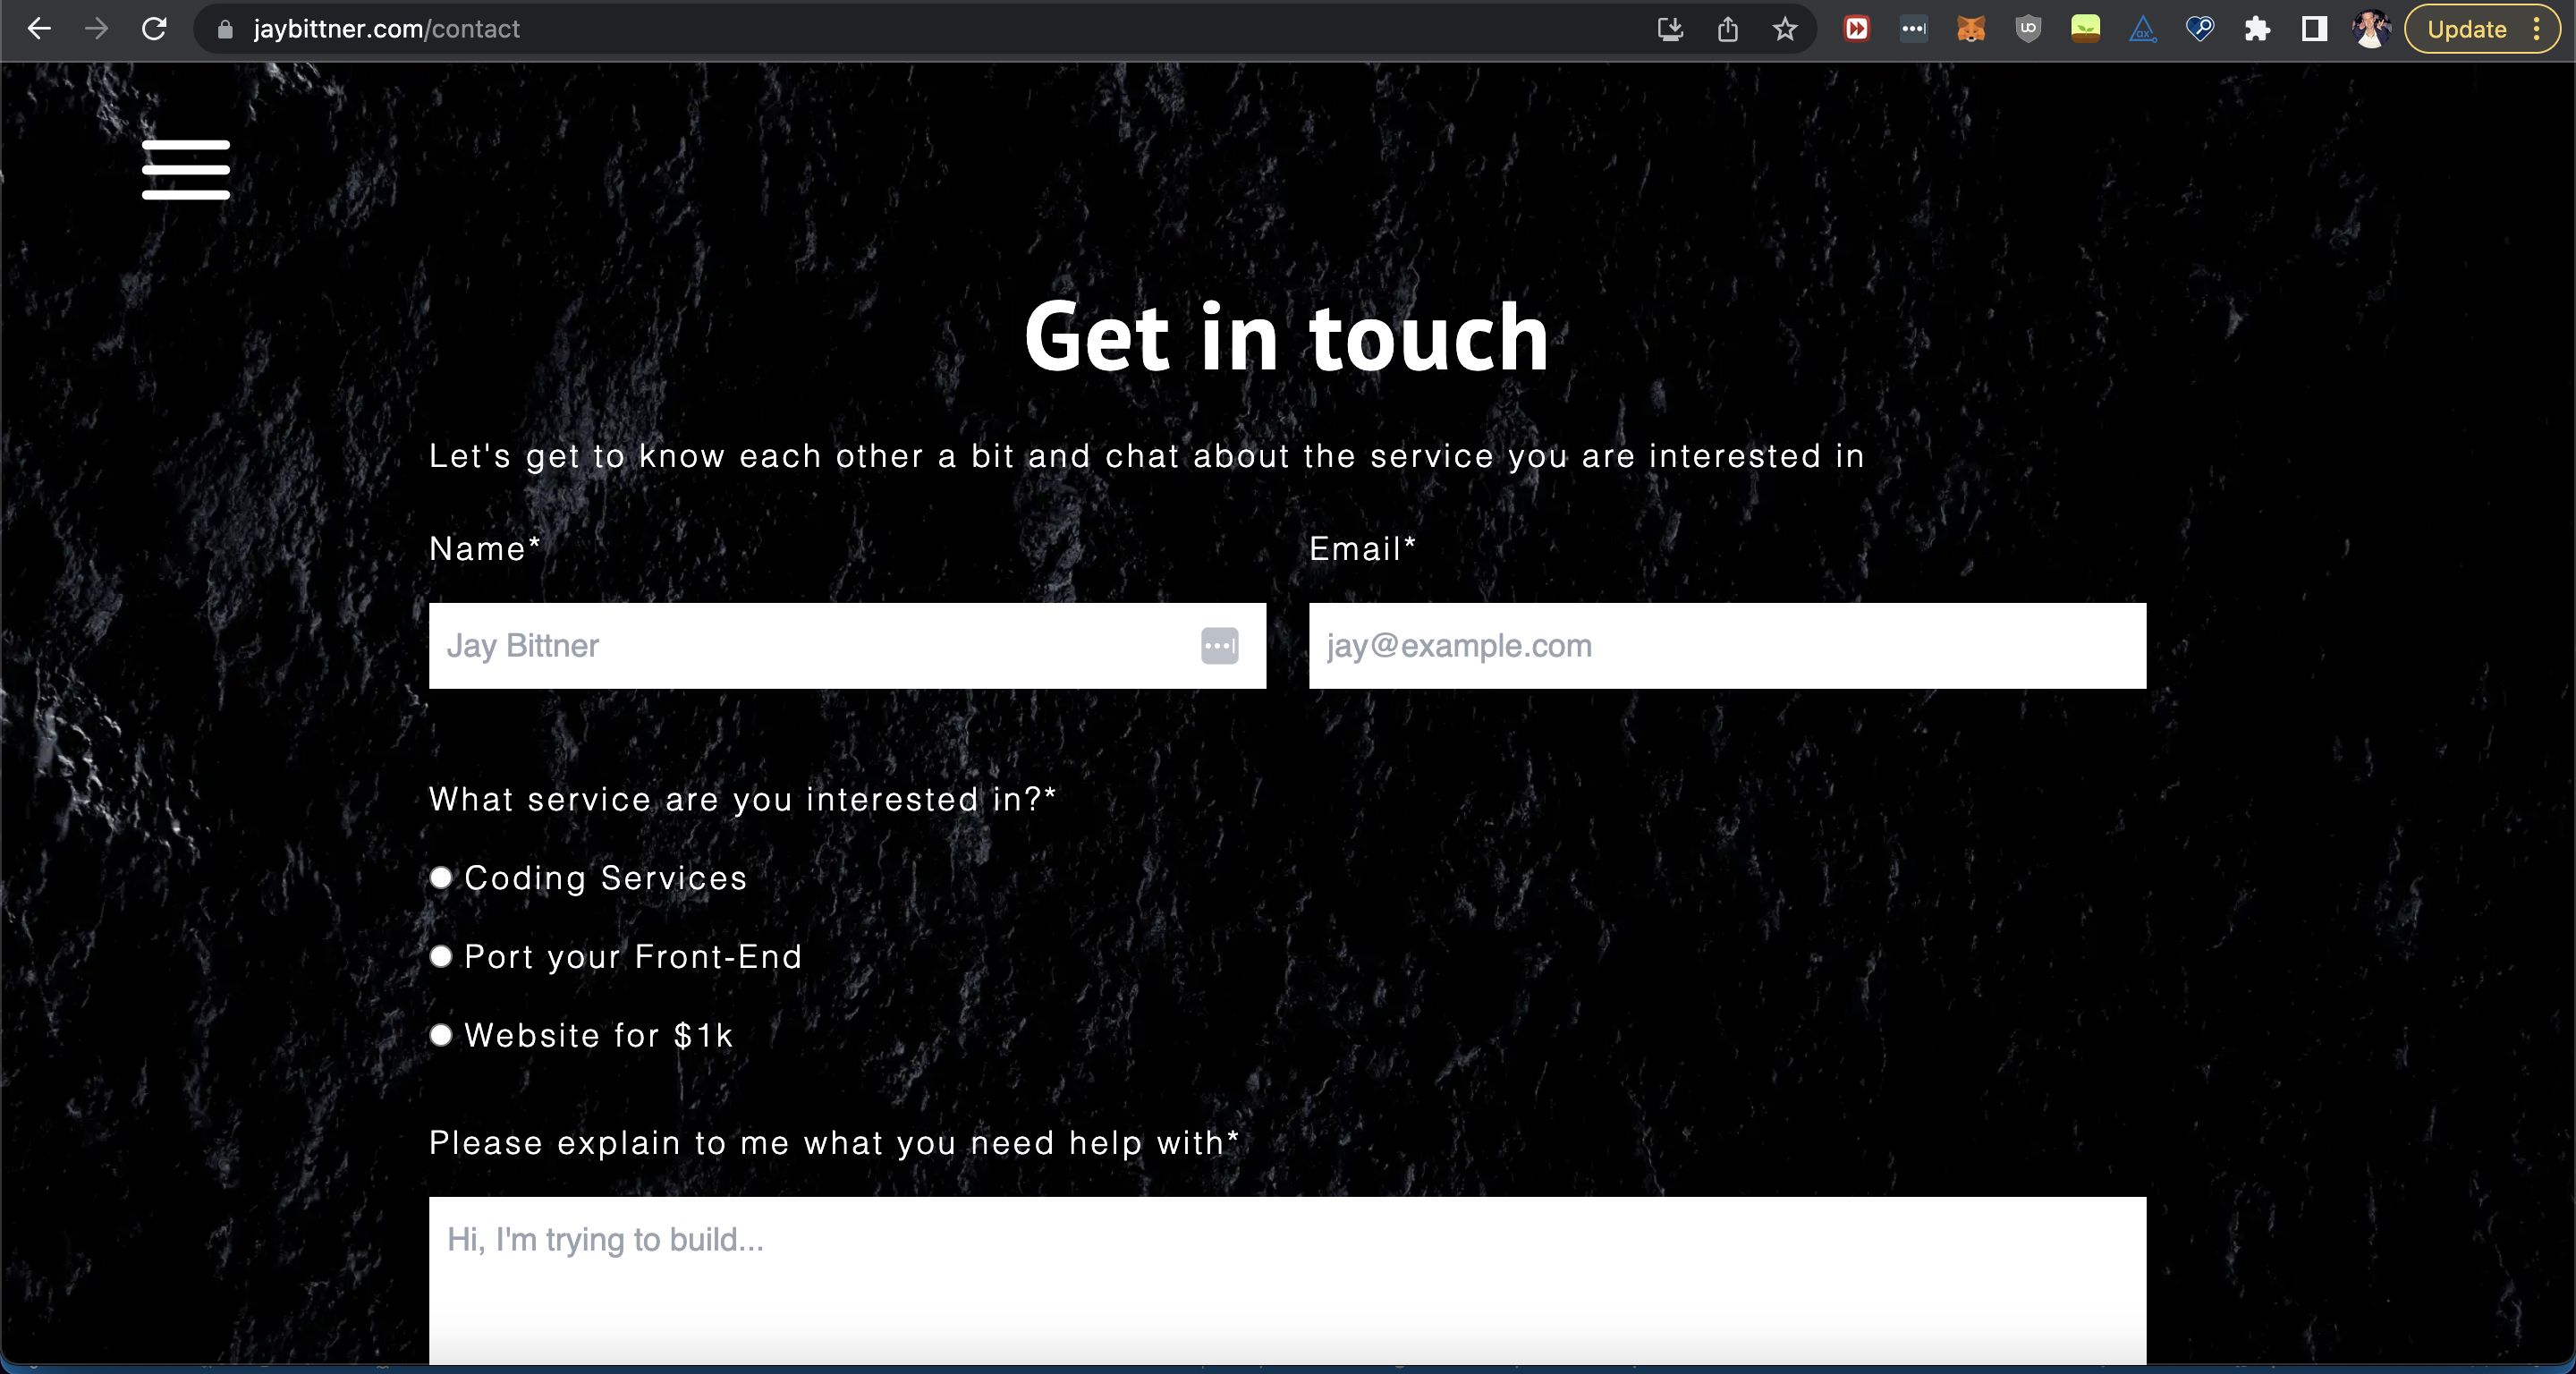 jaybittner.com/contact
Update
Get in touch
Let's get to know each other a bit and chat about the service you are interested in
Name*
Email*
Jay Bittner
jay@example.com
What service are you interested in?*
Coding Services
Port your Front-End
Website for $1k
Please explain to me what you need help with*
Hi, I'm trying to build...